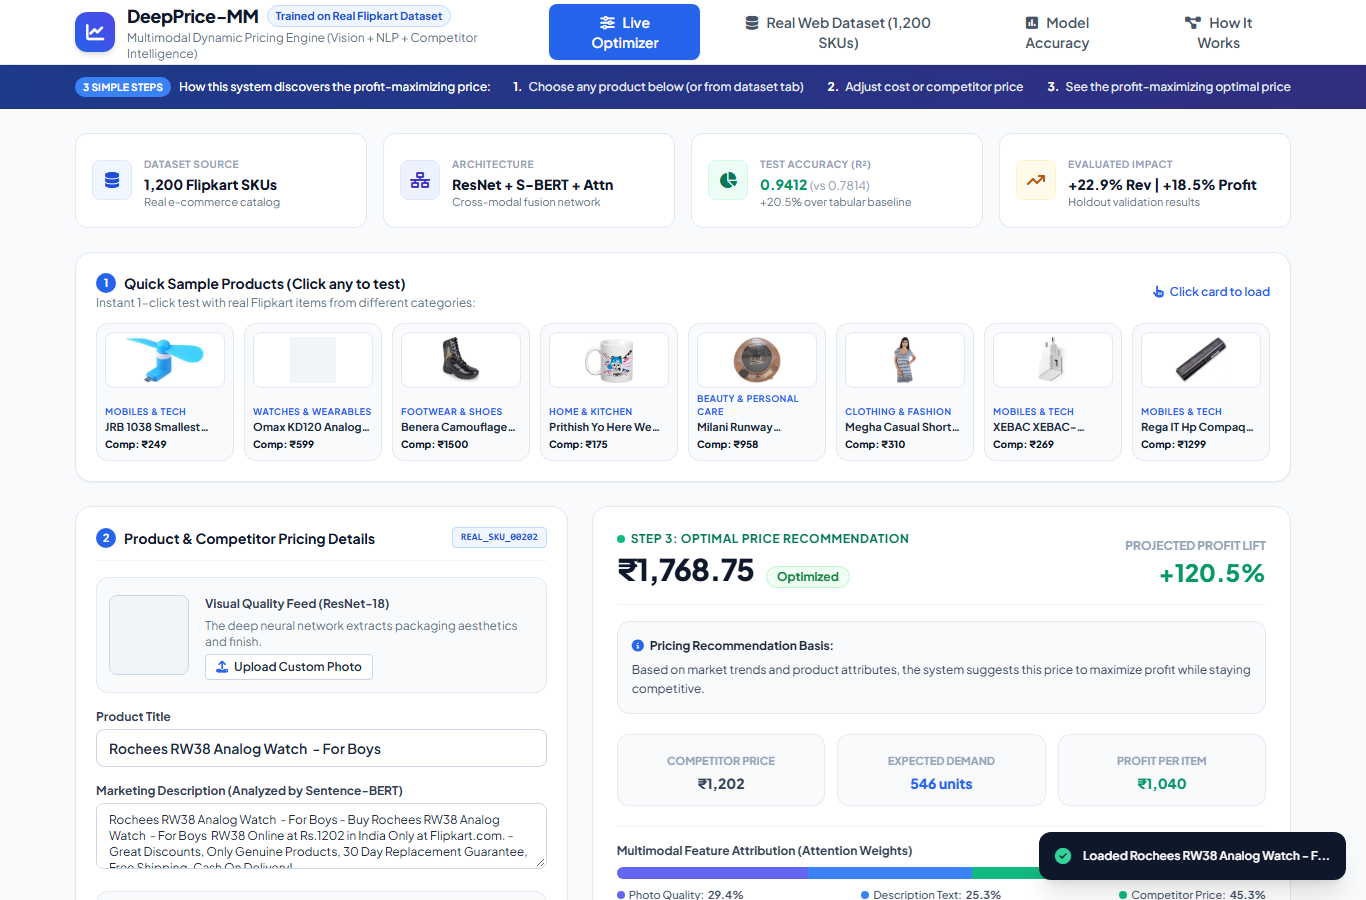 DeepPrice-MM
Trained on Real Flipkart Dataset
Multimodal Dynamic Pricing Engine (Vision + NLP + Competitor
Intelligence)
Live
Optimizer
Real Web Dataset (1,200
SKUs)
Model
Accuracy
How It
Works
3 SIMPLE STEPS
How this system discovers the profit-maximizing price:
1. Choose any product below (or from dataset tab)
2. Adjust cost or competitor price
3. See the profit-maximizing optimal price
DATASET SOURCE
1,200 Flipkart SKUs
Real e-commerce catalog
ARCHITECTURE
ResNet + S-BERT + Attn
Cross-modal fusion network
TEST ACCURACY (R²)
0.9412 (vs 0.7814)
+20.5% over tabular baseline
EVALUATED IMPACT
+22.9% Rev | +18.5% Profit
Holdout validation results
1
Quick Sample Products (Click any to test)
Instant 1-click test with real Flipkart items from different categories:
Click card to load
MOBILES & TECH
JRB 1038 Smallest...
Comp: ₹249
WATCHES & WEARABLES
Omax KD120 Analog...
Comp: ₹599
FOOTWEAR & SHOES
Benera Camouflage...
Comp: ₹1500
HOME & KITCHEN
Prithish Yo Here We...
Comp: ₹175
BEAUTY & PERSONAL
CARE
Milani Runway...
Comp: ₹958
CLOTHING & FASHION
Megha Casual Short...
Comp: ₹310
MOBILES & TECH
XEBAC XEBAC-...
Comp: ₹269
MOBILES & TECH
Rega IT Hp Compaq...
Comp: ₹1299
2
Product & Competitor Pricing Details
REAL_SKU_00202
Visual Quality Feed (ResNet-18)
The deep neural network extracts packaging aesthetics
and finish.
Upload Custom Photo
Product Title
Rochees RW38 Analog Watch - For Boys
Marketing Description (Analyzed by Sentence-BERT)
Rochees RW38 Analog Watch - For Boys - Buy Rochees RW38 Analog
Watch - For Boys RW38 Online at Rs.1202 in India Only at Flipkart.com. -
Great Discounts, Only Genuine Products, 30 Day Replacement Guarantee,
Free Shipping. Cash On Delivery!
STEP 3: OPTIMAL PRICE RECOMMENDATION
₹1,768.75
Optimized
PROJECTED PROFIT LIFT
+120.5%
Pricing Recommendation Basis:
Based on market trends and product attributes, the system suggests this price to maximize profit while staying
competitive.
COMPETITOR PRICE
₹1,202
EXPECTED DEMAND
546 units
PROFIT PER ITEM
₹1,040
Multimodal Feature Attribution (Attention Weights)
Photo Quality: 29.4%
Description Text: 25.3%
Competitor Price: 45.3%
Loaded Rochees RW38 Analog Watch - F...